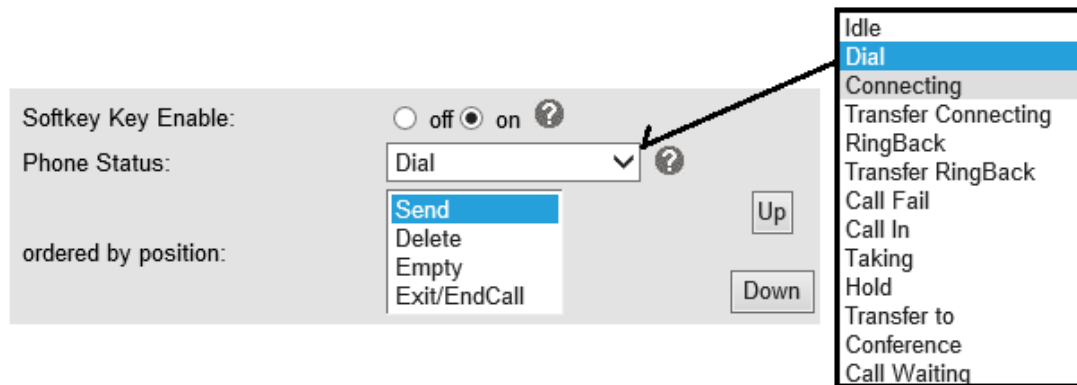 Softkey Key Enable: off on ?
Phone Status: Dial ?
ordered by position:
Send
Delete
Empty
Exit/EndCall
Up
Down
Idle
Dial
Connecting
Transfer Connecting
RingBack
Transfer RingBack
Call Fail
Call In
Taking
Hold
Transfer to
Conference
Call Waiting